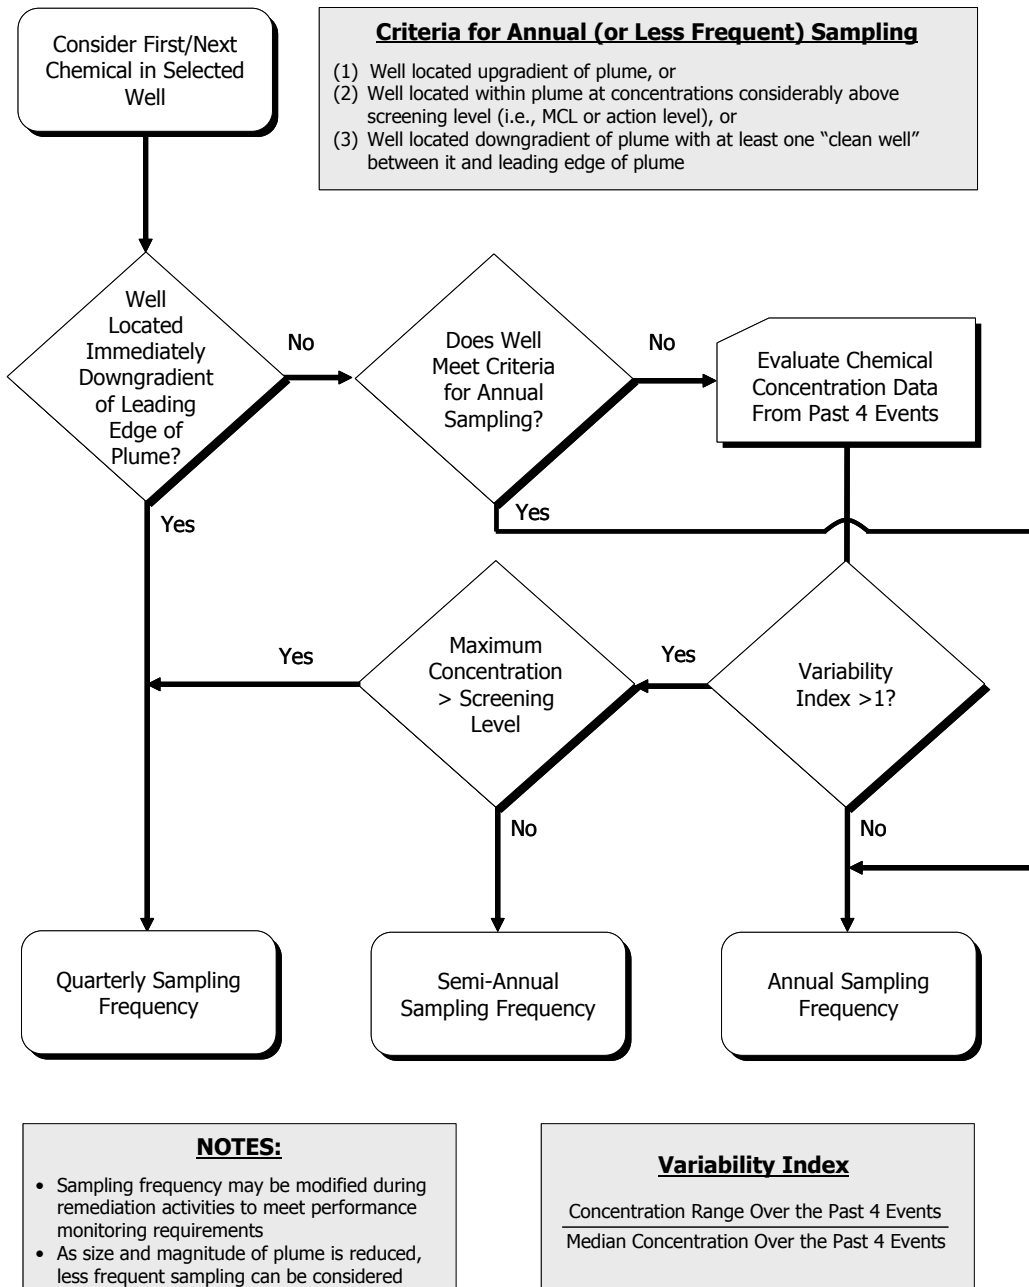 Consider First/Next
Chemical in Selected
Well
Criteria for Annual (or Less Frequent) Sampling
(1) Well located upgradient of plume, or
(2) Well located within plume at concentrations considerably above
screening level (i.e., MCL or action level), or
(3) Well located downgradient of plume with at least one “clean well”
between it and leading edge of plume
Well
Located
Immediately
Downgradient
of Leading
Edge of
Plume?
No
Does Well
Meet Criteria
for Annual
Sampling?
No
Evaluate Chemical
Concentration Data
From Past 4 Events
Yes
Yes
Yes
Maximum
Concentration
> Screening
Level
Yes
Variability
Index >1?
No
No
Quarterly Sampling
Frequency
Semi-Annual
Sampling Frequency
Annual Sampling
Frequency
NOTES:
• Sampling frequency may be modified during
remediation activities to meet performance
monitoring requirements
• As size and magnitude of plume is reduced,
less frequent sampling can be considered
Variability Index
Concentration Range Over the Past 4 Events
Median Concentration Over the Past 4 Events